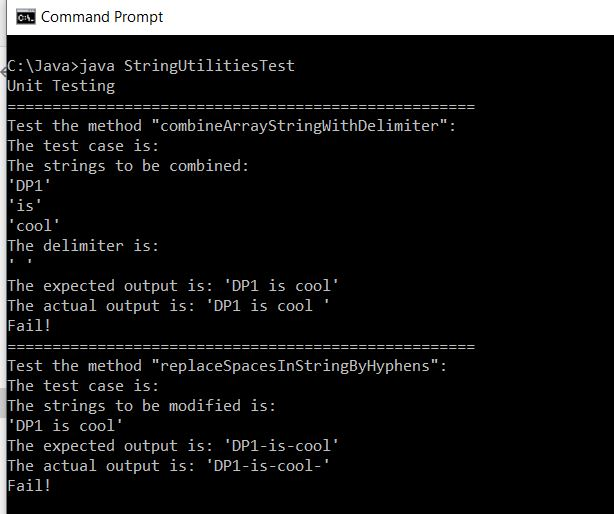 Command Prompt
C:\Java>java StringUtilitiesTest
Unit Testing
====================================================
Test the method "combineArrayStringWithDelimiter":
The test case is:
The strings to be combined:
'DP1'
'is'
'cool'
The delimiter is:
' '
The expected output is: 'DP1 is cool'
The actual output is: 'DP1 is cool '
Fail!
====================================================
Test the method "replaceSpacesInStringByHyphens":
The test case is:
The strings to be modified is:
'DP1 is cool'
The expected output is: 'DP1-is-cool'
The actual output is: 'DP1-is-cool-'
Fail!